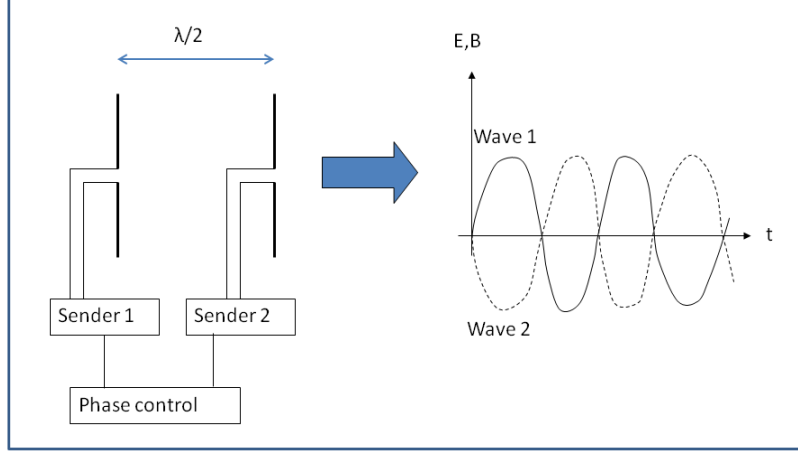 λ/2
Sender 1
Sender 2
Phase control
E,B
Wave 1
t
Wave 2